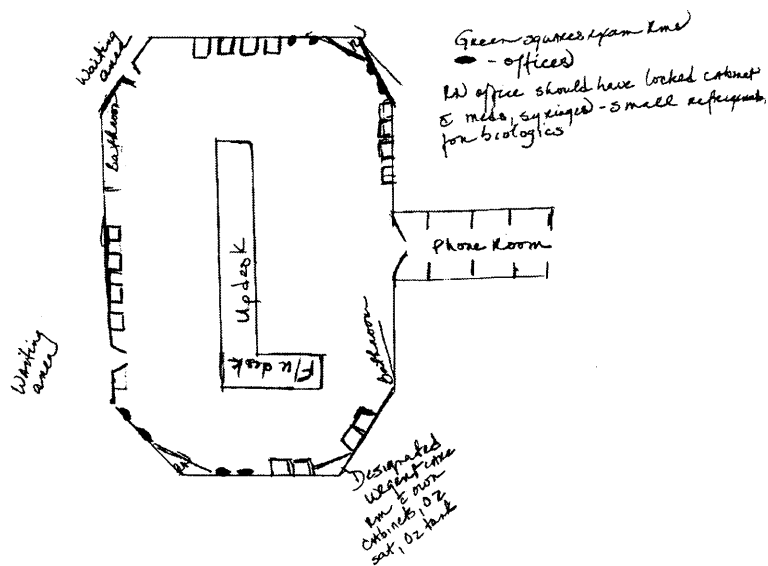 Green squares exam Rms
- offices
RN office should have locked cabinet
c̄ meds, syringes - small refrigerator
for biologics
Waiting
area
bathroom
Updesk
Phone Room
Waiting
area
F/u desk
bathroom
RN
Designated
urgent care
rm c̄ own
cabinets, O2
sat, O2 tank